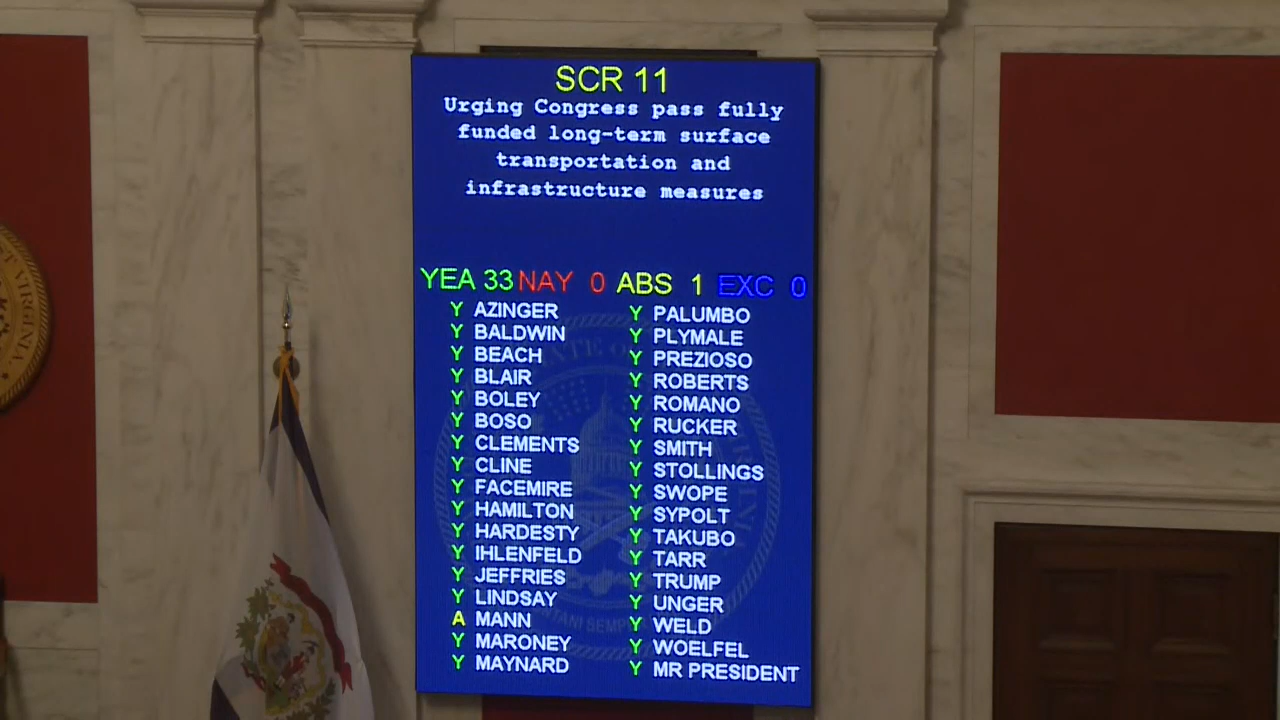 SCR 11
Urging Congress pass fully
funded long-term surface
transportation and
infrastructure measures
YEA 33 NAY 0 ABS 1 EXC 0
Y AZINGER
Y BALDWIN
Y BEACH
Y BLAIR
Y BOLEY
Y BOSO
Y CLEMENTS
Y CLINE
Y FACEMIRE
Y HAMILTON
Y HARDESTY
Y IHLENFELD
Y JEFFRIES
Y LINDSAY
A MANN
Y MARONEY
Y MAYNARD
Y PALUMBO
Y PLYMALE
Y PREZIOSO
Y ROBERTS
Y ROMANO
Y RUCKER
Y SMITH
Y STOLLINGS
Y SWOPE
Y SYPOLT
Y TAKUBO
Y TARR
Y TRUMP
Y UNGER
Y WELD
Y WOELFEL
Y MR PRESIDENT